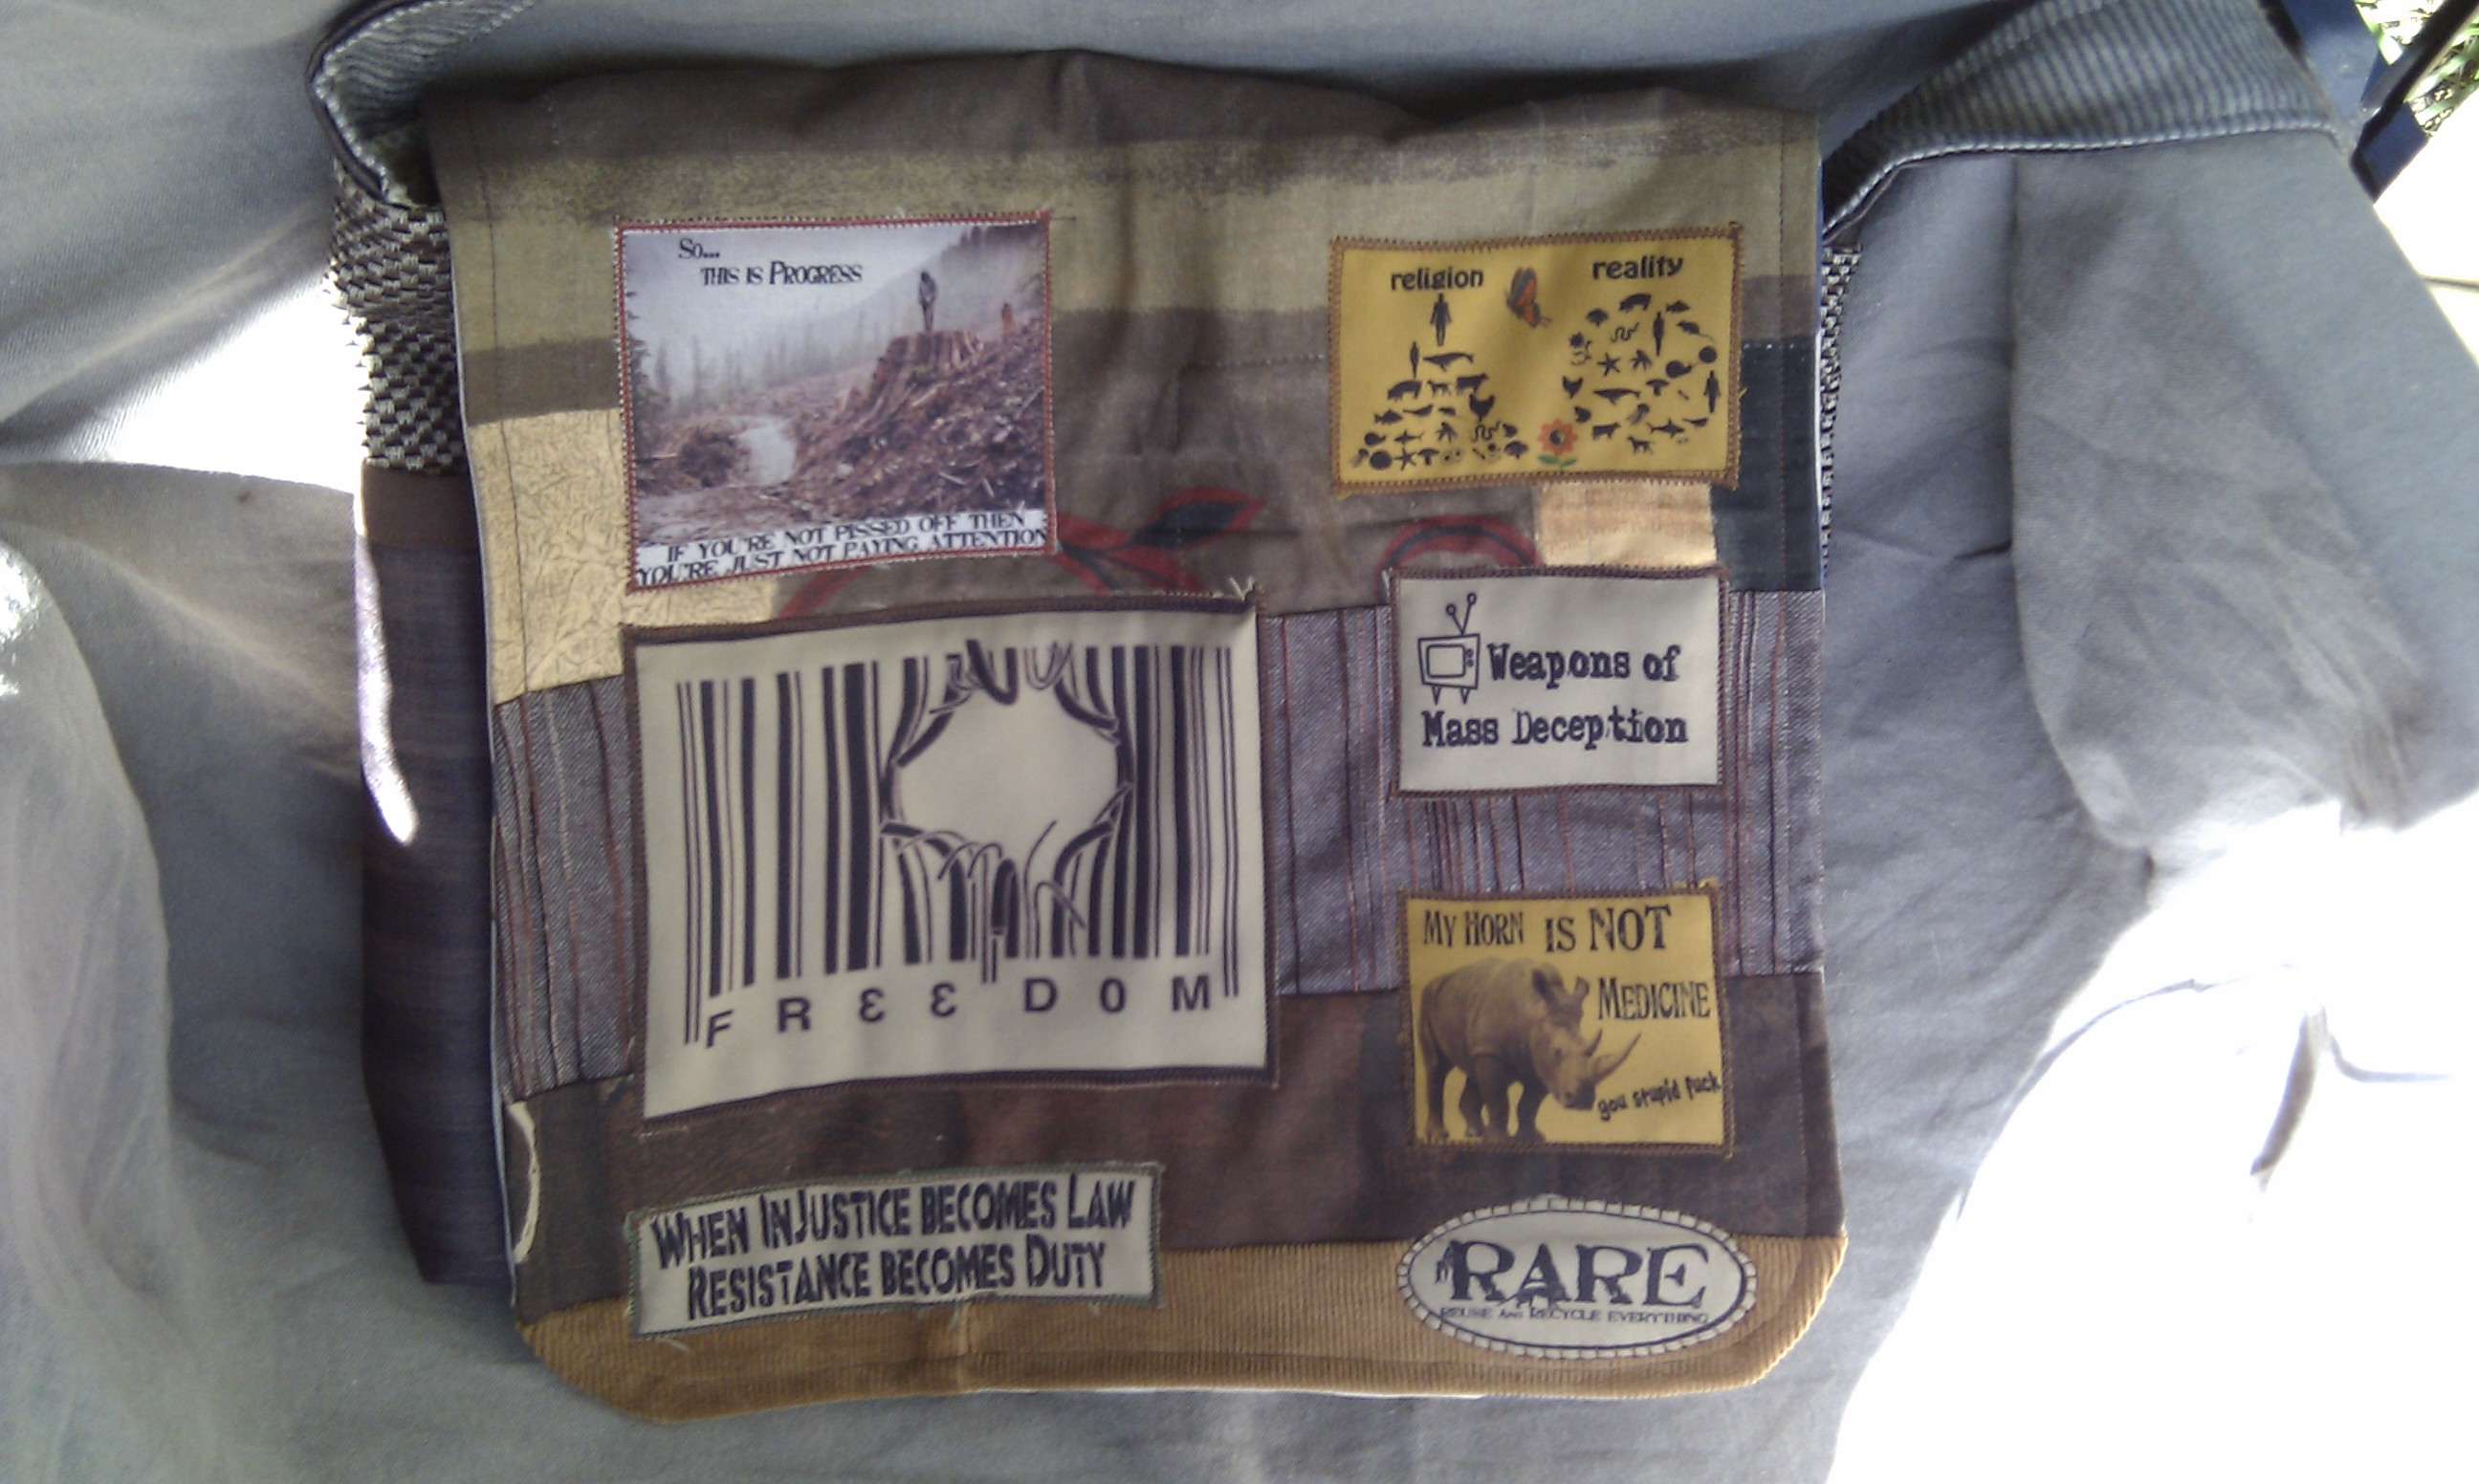 So...
THIS IS PROGRESS
IF YOU'RE NOT PISSED OFF THEN
YOU'RE JUST NOT PAYING ATTENTION
religion
reality
FRƐƐDOM
Weapons of
Mass Deception
MY HORN IS NOT
MEDICINE
you stupid fuck
WHEN INJUSTICE BECOMES LAW
RESISTANCE BECOMES DUTY
RARE
REUSE AND RECYCLE EVERYTHING